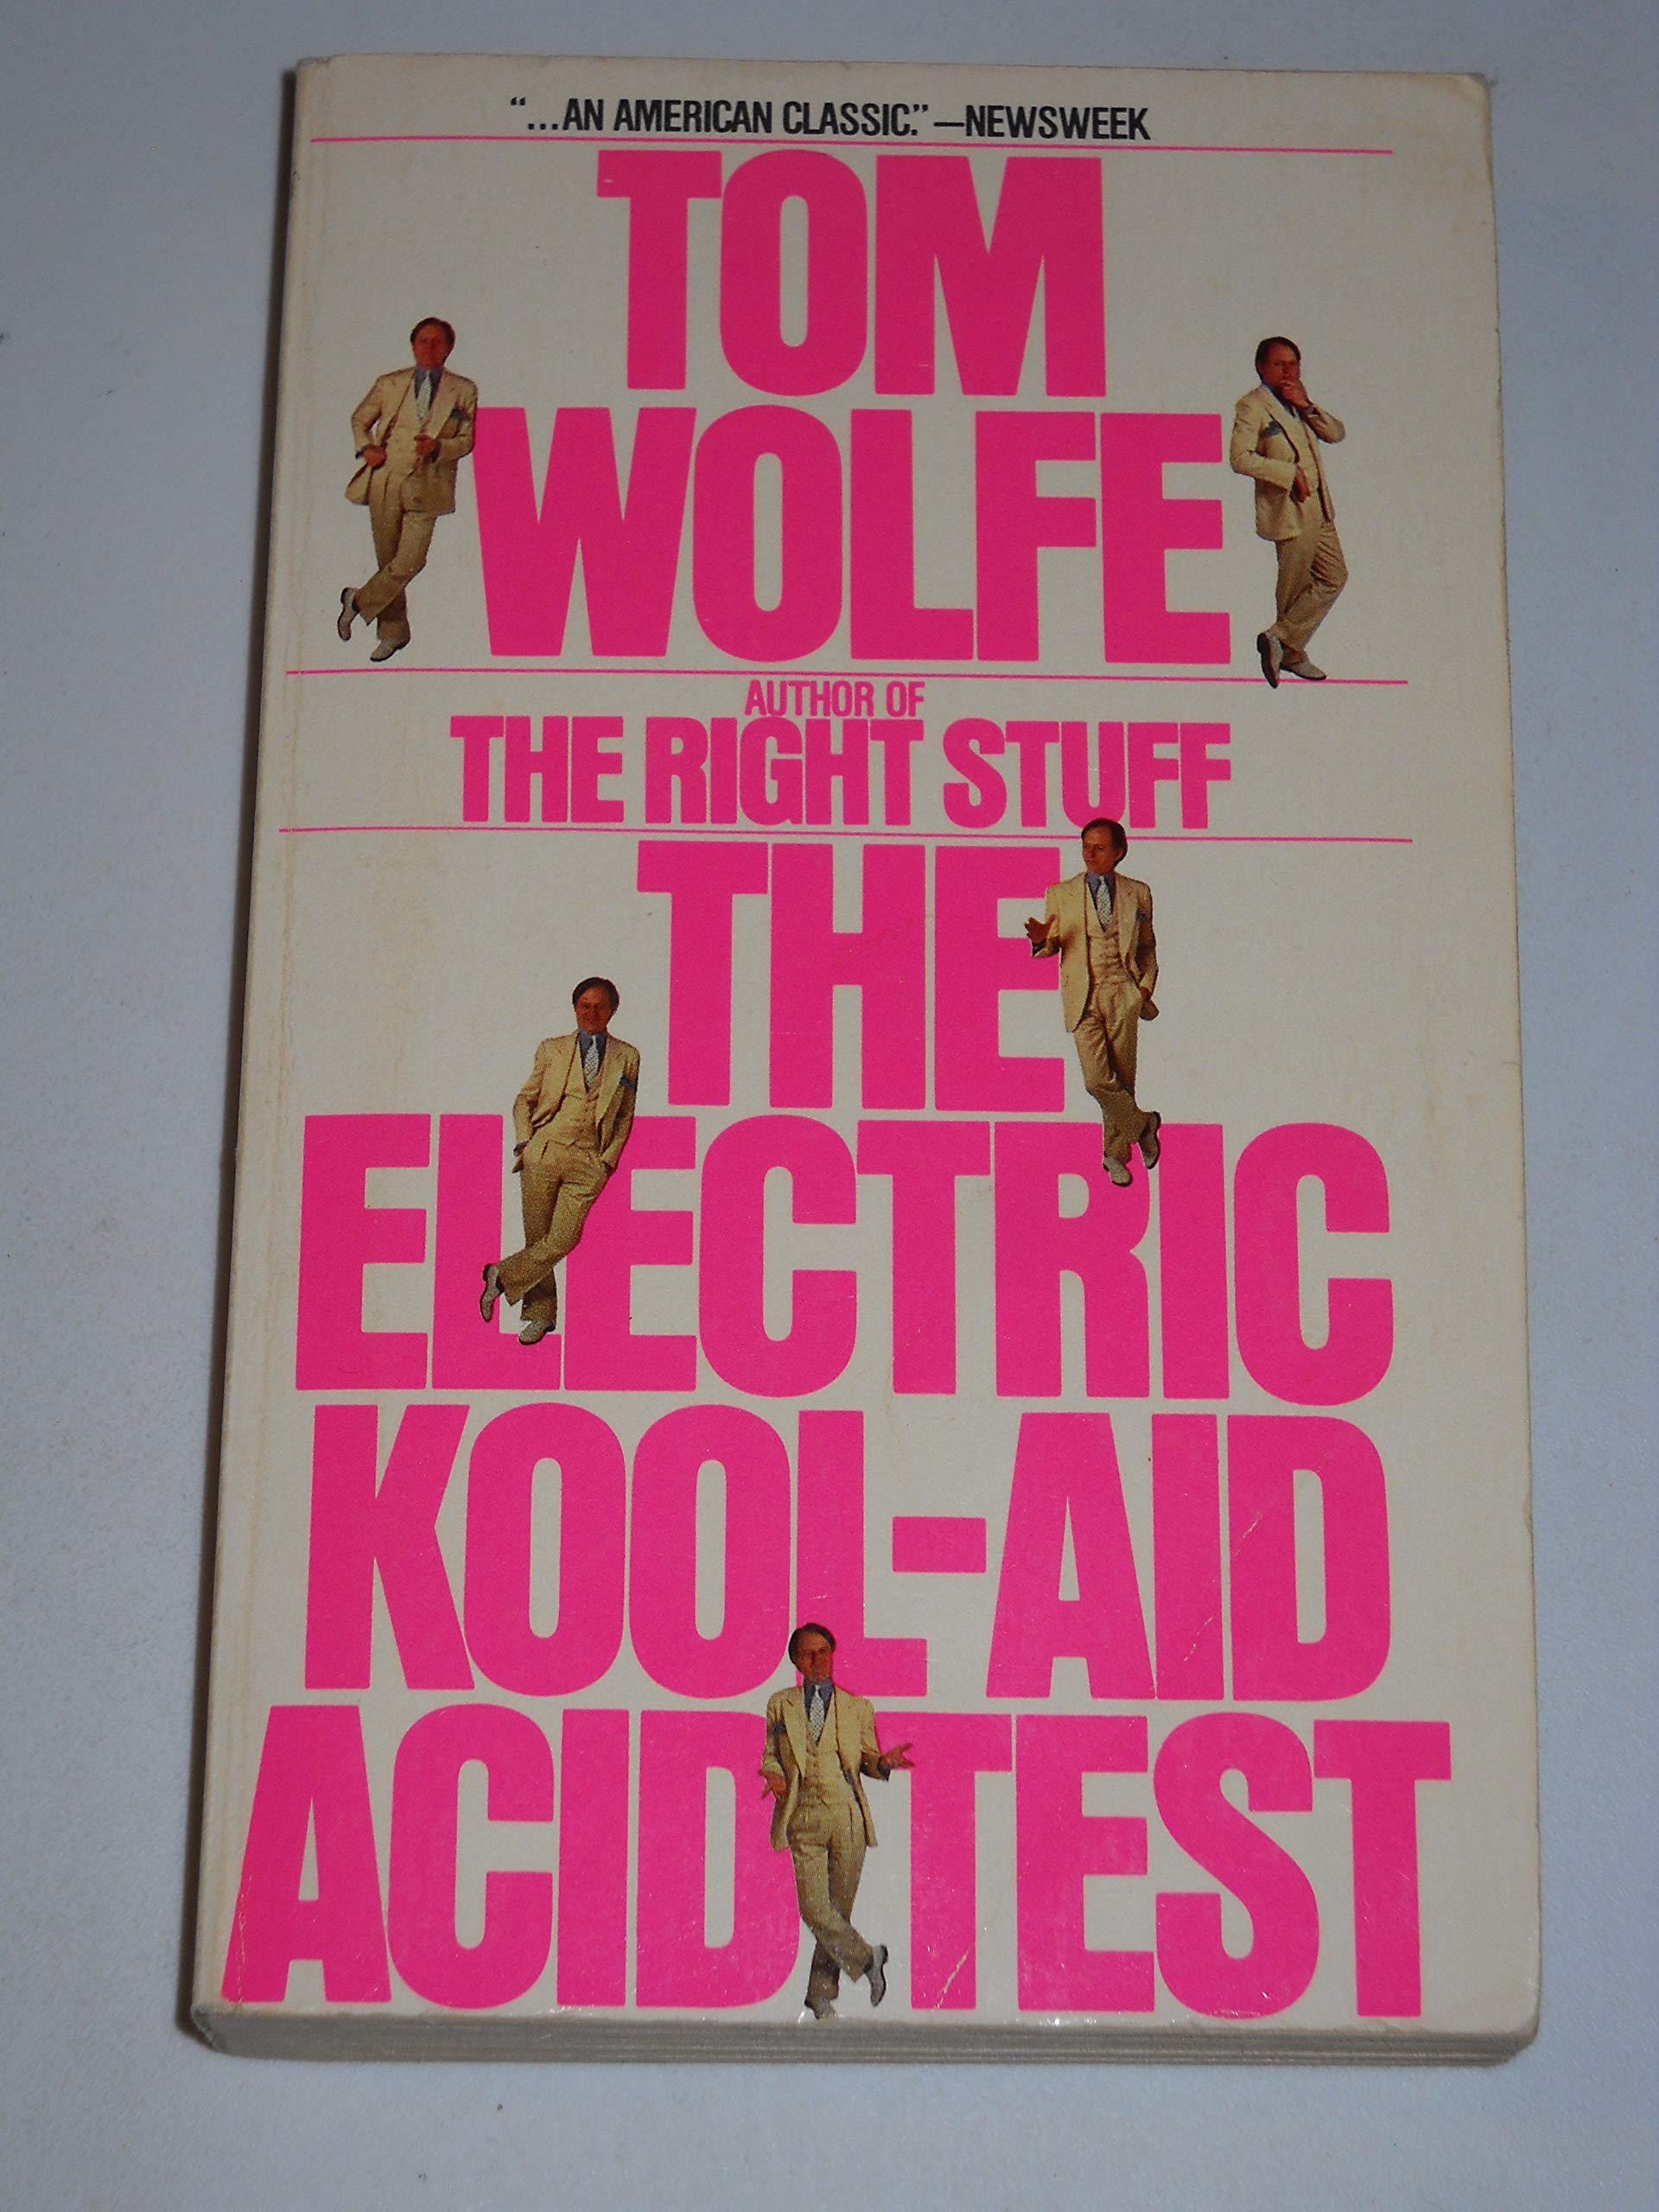 “...AN AMERICAN CLASSIC.”—NEWSWEEK
TOM
WOLFE
AUTHOR OF
THE RIGHT STUFF
THE
ELECTRIC
KOOL-AID
ACID TEST